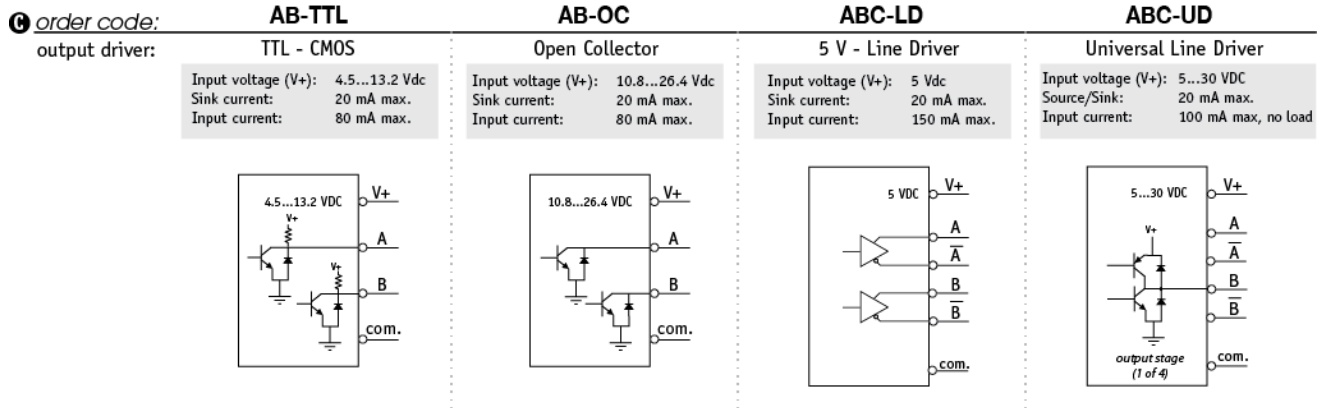 C order code: AB-TTL AB-OC ABC-LD ABC-UD
output driver: TTL - CMOS Open Collector 5 V - Line Driver Universal Line Driver
Input voltage (V+): 4.5...13.2 Vdc
Sink current: 20 mA max.
Input current: 80 mA max.
Input voltage (V+): 10.8...26.4 Vdc
Sink current: 20 mA max.
Input current: 80 mA max.
Input voltage (V+): 5 Vdc
Sink current: 20 mA max.
Input current: 150 mA max.
Input voltage (V+): 5...30 VDC
Source/Sink: 20 mA max.
Input current: 100 mA max, no load
4.5...13.2 VDC V+
V+
A
V+
B
com.
10.8...26.4 VDC V+
A
B
com.
5 VDC V+
A
A̅
B
B̅
com.
5...30 VDC V+
V+
A
A̅
B
B̅
output stage
(1 of 4)
com.